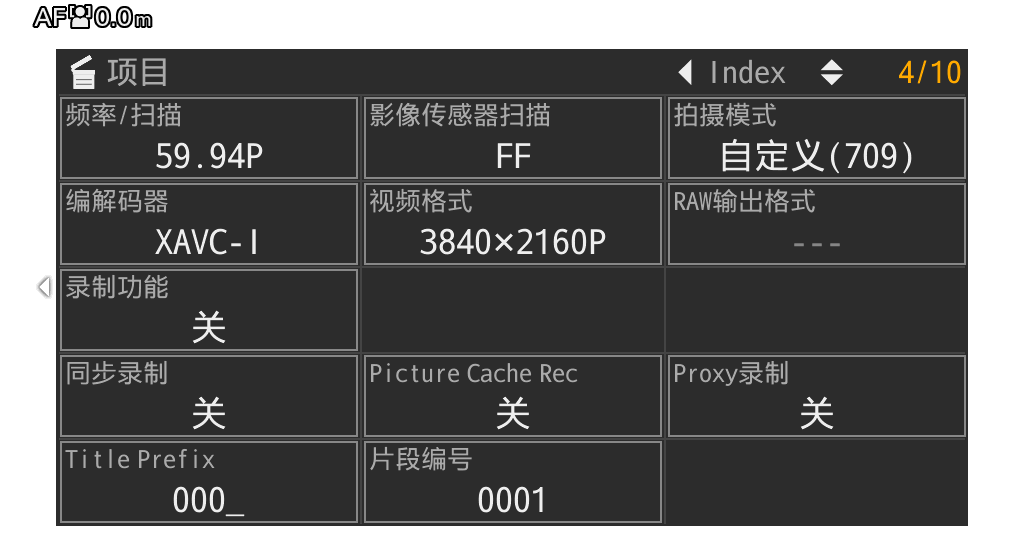 AF 0.0m
项目 Index 4/10
频率/扫描 影像传感器扫描 拍摄模式
59.94P FF 自定义(709)
编解码器 视频格式 RAW输出格式
XAVC-I 3840×2160P ---
录制功能
关
同步录制 Picture Cache Rec Proxy录制
关 关 关
Title Prefix 片段编号
000_ 0001